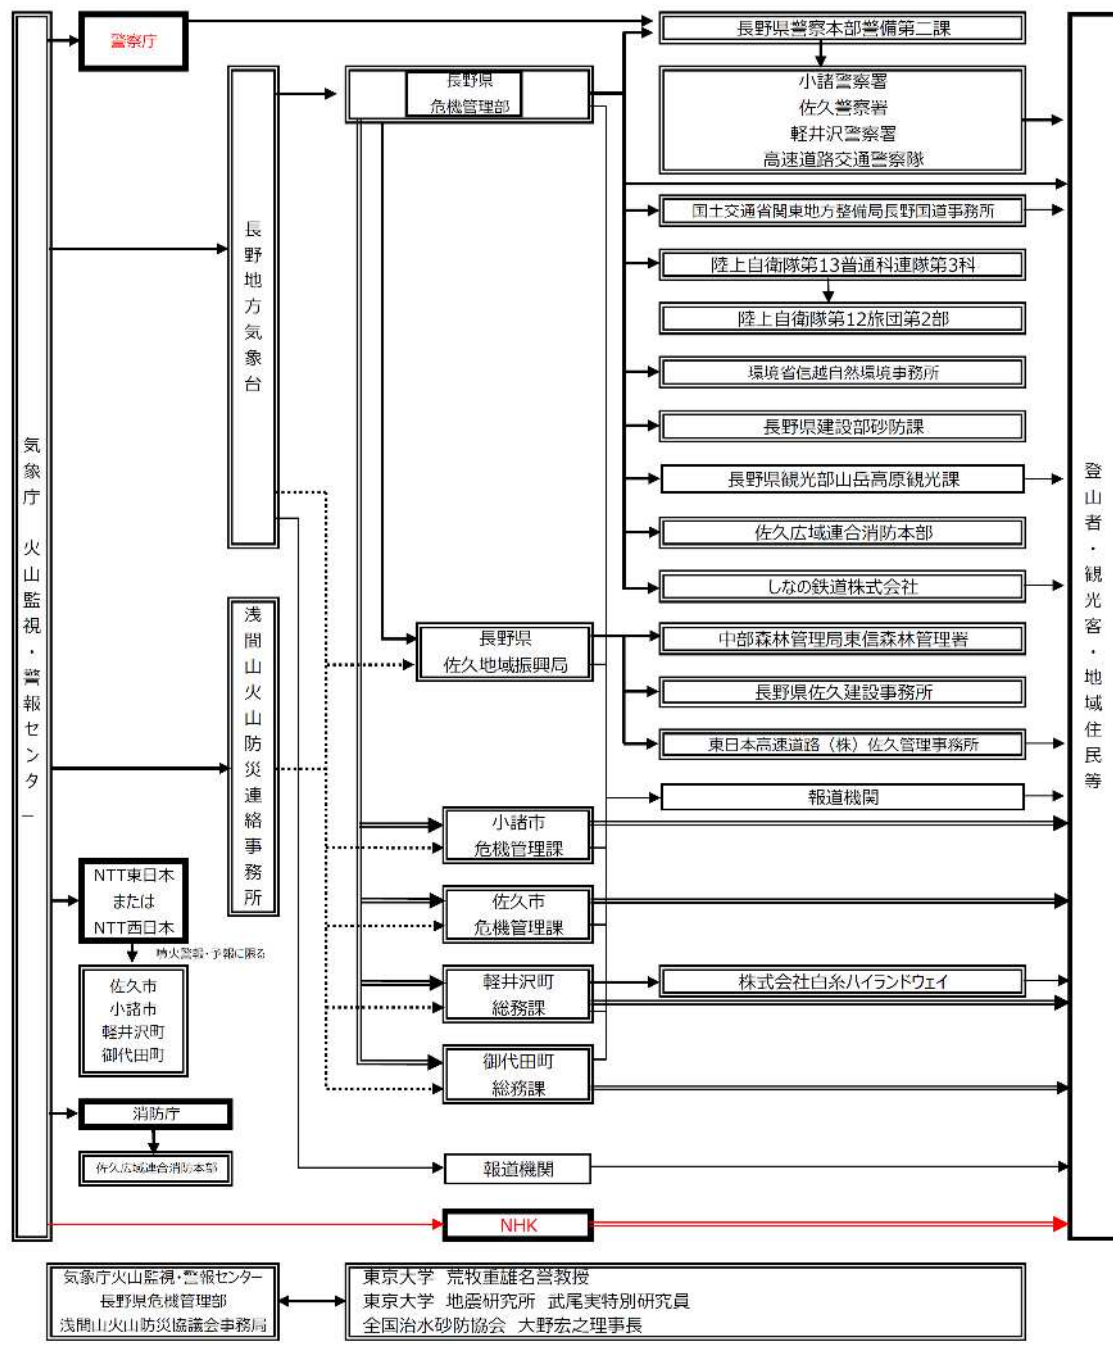 気象庁　火山監視・警報センター
警察庁
長野地方気象台
浅間山火山防災連絡事務所
NTT東日本
または
NTT西日本
噴火警報・予報に限る
佐久市
小諸市
軽井沢町
御代田町
消防庁
佐久広域連合消防本部
長野県
危機管理部
長野県
佐久地域振興局
小諸市
危機管理課
佐久市
危機管理課
軽井沢町
総務課
御代田町
総務課
報道機関
NHK
長野県警察本部警備第二課
小諸警察署
佐久警察署
軽井沢警察署
高速道路交通警察隊
国土交通省関東地方整備局長野国道事務所
陸上自衛隊第13普通科連隊第3科
陸上自衛隊第12旅団第2部
環境省信越自然環境事務所
長野県建設部砂防課
長野県観光部山岳高原観光課
佐久広域連合消防本部
しなの鉄道株式会社
中部森林管理局東信森林管理署
長野県佐久建設事務所
東日本高速道路（株）佐久管理事務所
報道機関
株式会社白糸ハイランドウェイ
登山者・観光客・地域住民等
気象庁火山監視・警報センター
長野県危機管理部
浅間山火山防災協議会事務局
東京大学 荒牧重雄名誉教授
東京大学 地震研究所 武尾実特別研究員
全国治水砂防協会 大野宏之理事長